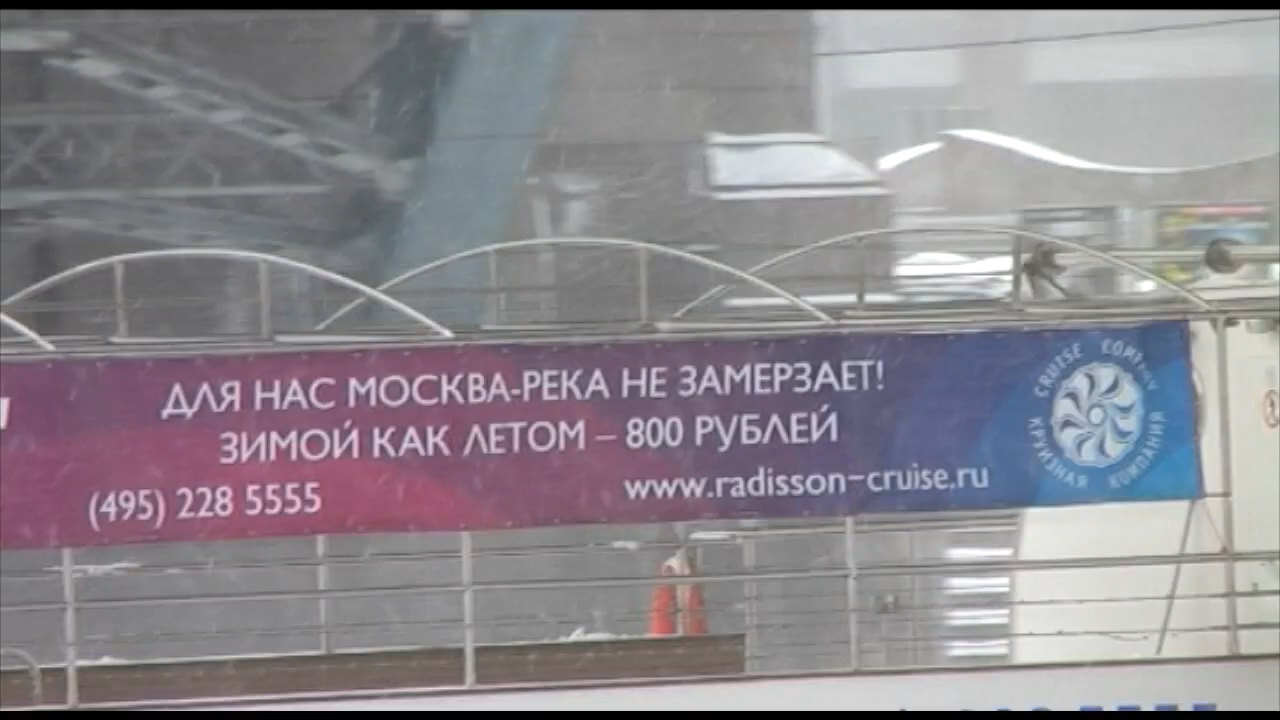 ДЛЯ НАС МОСКВА-РЕКА НЕ ЗАМЕРЗАЕТ!
ЗИМОЙ КАК ЛЕТОМ – 800 РУБЛЕЙ
(495) 228 5555
www.radisson-cruise.ru
CRUISE COMPANY
КРУИЗНАЯ КОМПАНИЯ